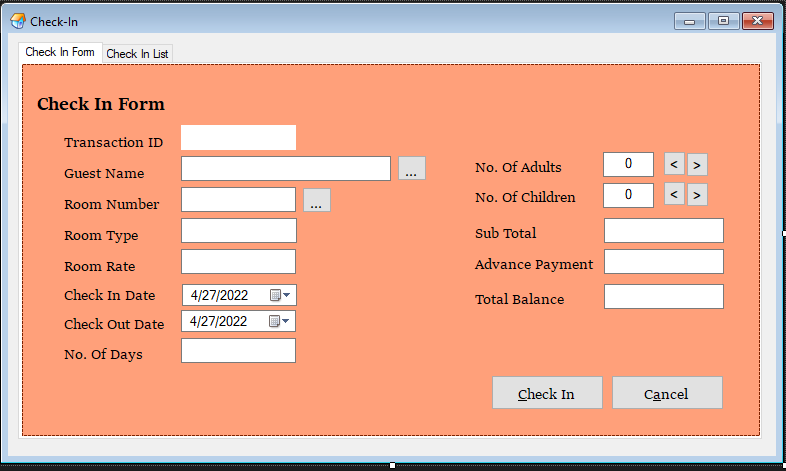 Check-In
Check In Form
Check In List
Check In Form
Transaction ID
Guest Name
...
Room Number
...
Room Type
Room Rate
Check In Date 4/27/2022
Check Out Date 4/27/2022
No. Of Days
No. Of Adults 0 < >
No. Of Children 0 < >
Sub Total
Advance Payment
Total Balance
Check In
Cancel